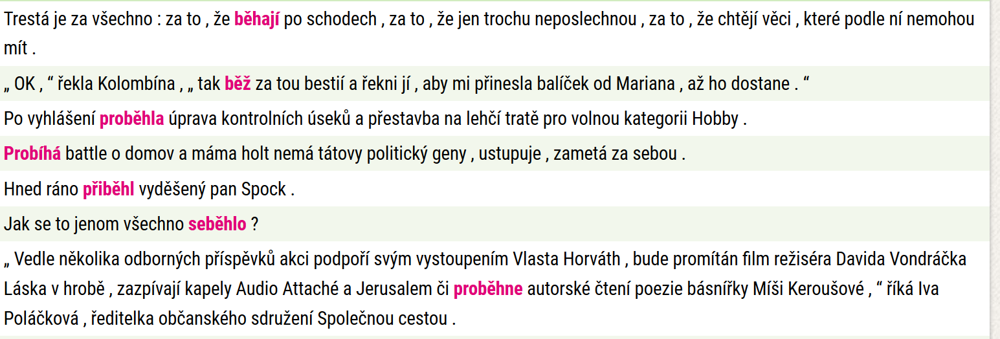 Trestá je za všechno : za to , že běhají po schodech , za to , že jen trochu neposlechnou , za to , že chtějí věci , které podle ní nemohou
mít .
„ OK , “ řekla Kolombína , „ tak běž za tou bestií a řekni jí , aby mi přinesla balíček od Mariana , až ho dostane . “
Po vyhlášení proběhla úprava kontrolních úseků a přestavba na lehčí tratě pro volnou kategorii Hobby .
Probíhá battle o domov a máma holt nemá tátovy politický geny , ustupuje , zametá za sebou .
Hned ráno přiběhl vyděšený pan Spock .
Jak se to jenom všechno seběhlo ?
„ Vedle několika odborných příspěvků akci podpoří svým vystoupením Vlasta Horváth , bude promítán film režiséra Davida Vondráčka
Láska v hrobě , zazpívají kapely Audio Attaché a Jerusalem či proběhne autorské čtení poezie básnířky Míši Keroušové , “ říká Iva
Poláčková , ředitelka občanského sdružení Společnou cestou .